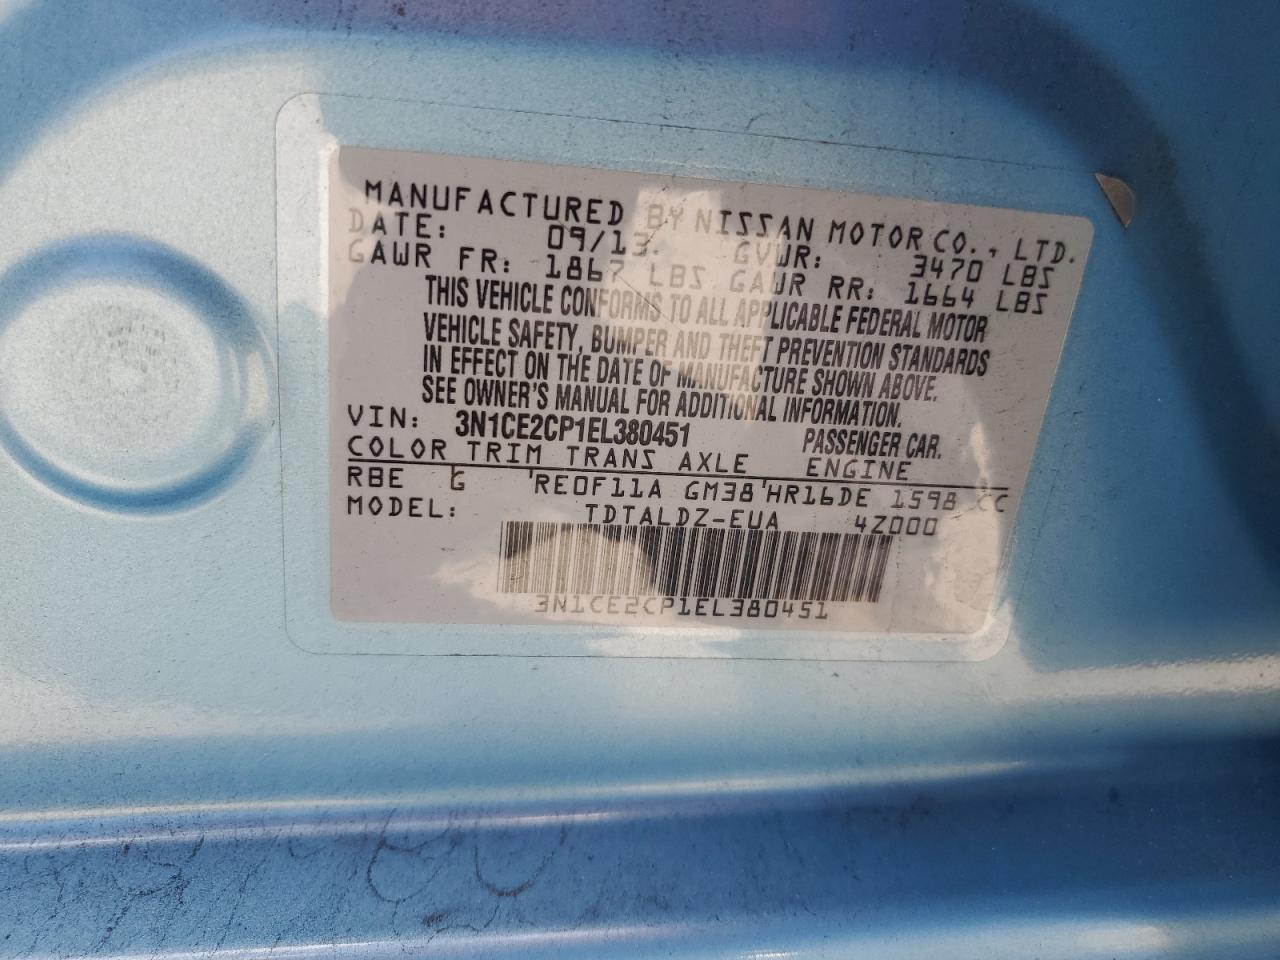 MANUFACTURED BY NISSAN MOTOR CO., LTD.
DATE: 09/13 GVWR: 3470 LBS
GAWR FR: 1867 LBS GAWR RR: 1664 LBS
THIS VEHICLE CONFORMS TO ALL APPLICABLE FEDERAL MOTOR
VEHICLE SAFETY, BUMPER AND THEFT PREVENTION STANDARDS
IN EFFECT ON THE DATE OF MANUFACTURE SHOWN ABOVE.
SEE OWNER'S MANUAL FOR ADDITIONAL INFORMATION.
VIN: 3N1CE2CP1EL380451 PASSENGER CAR.
COLOR TRIM TRANS AXLE ENGINE
RBE G RE0F11A GM38 HR16DE 1598 CC
MODEL: TDTALDZ-EUA 4Z000
3N1CE2CP1EL380451